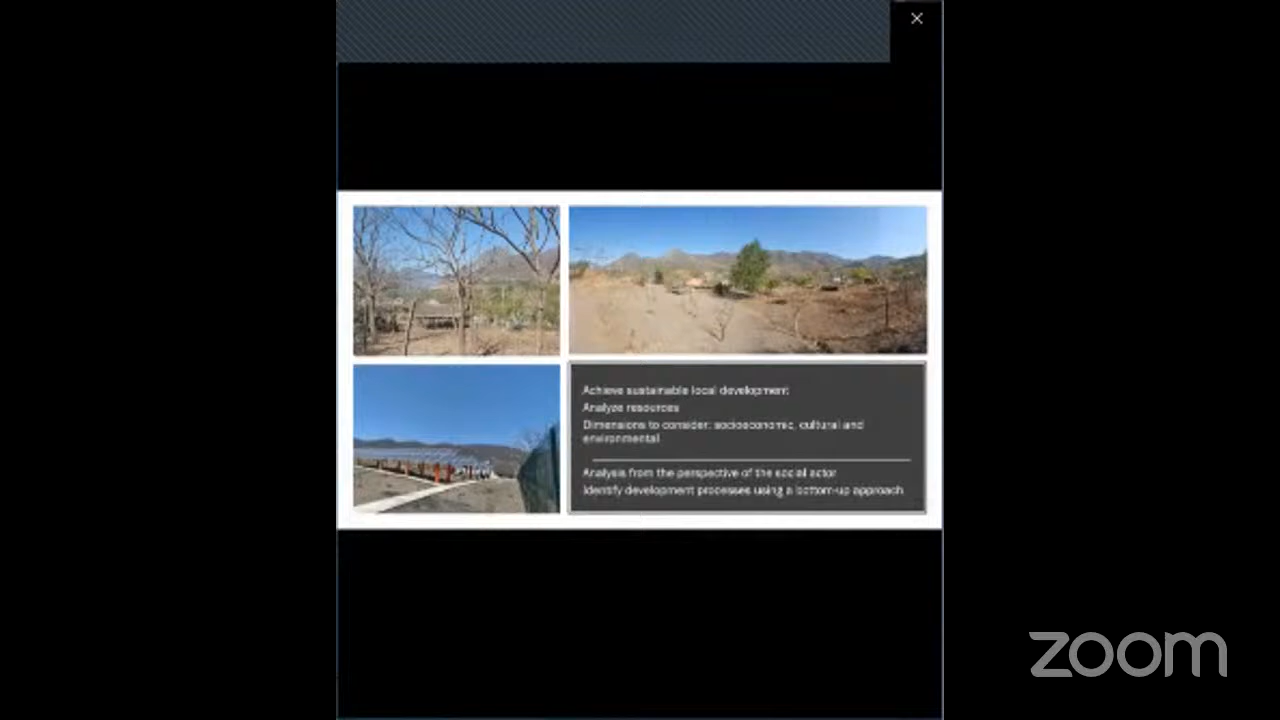 Achieve sustainable local development
Analyze resources
Dimensions to consider: socioeconomic, cultural and
environmental
Analysis from the perspective of the social actor
Identify development processes using a bottom-up approach
zoom